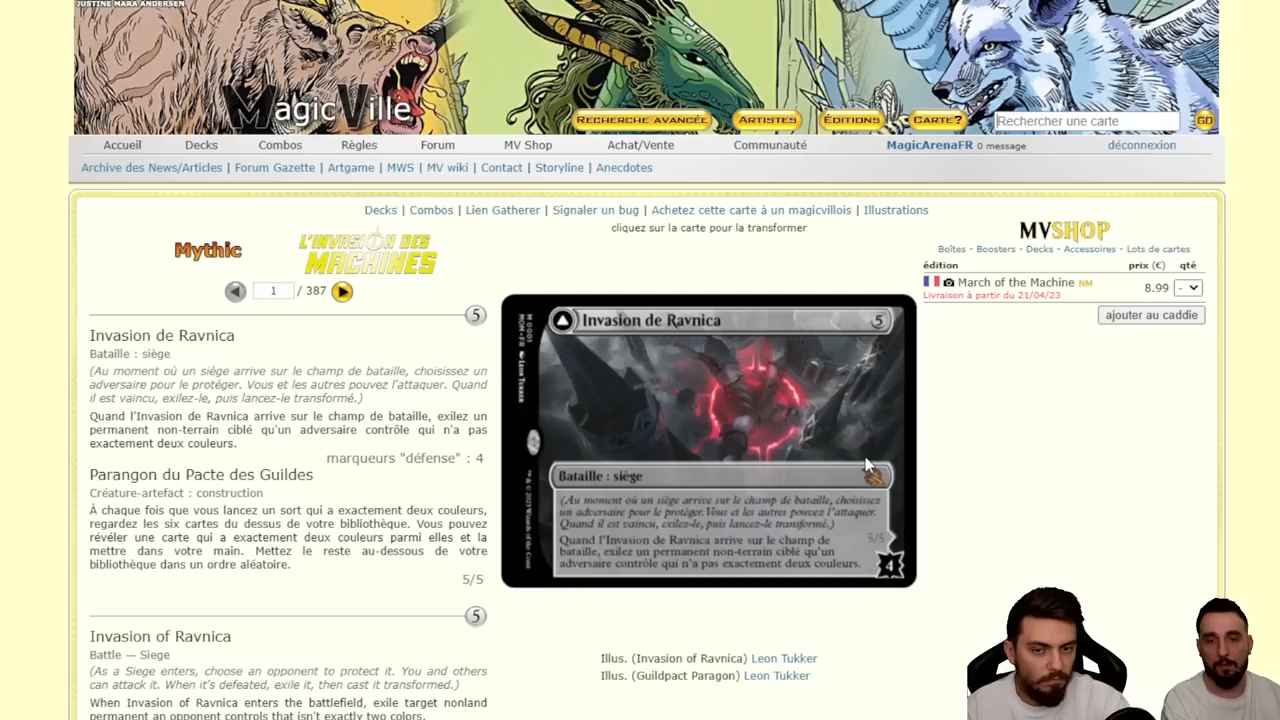 JUSTINE MARA ANDERSEN
MagicVille
RECHERCHE AVANCÉE ARTISTES ÉDITIONS CARTE? Rechercher une carte GO
Accueil Decks Combos Règles Forum MV Shop Achat/Vente Communauté MagicArenaFR 0 message déconnexion
Archive des News/Articles | Forum Gazette | Artgame | MWS | MV wiki | Contact | Storyline | Anecdotes
Decks | Combos | Lien Gatherer | Signaler un bug | Achetez cette carte à un magicvillois | Illustrations
cliquez sur la carte pour la transformer
Mythic
L'INVASION DES
MACHINES
1 / 387
5
Invasion de Ravnica
Bataille : siège
(Au moment où un siège arrive sur le champ de bataille, choisissez un
adversaire pour le protéger. Vous et les autres pouvez l'attaquer. Quand
il est vaincu, exilez-le, puis lancez-le transformé.)
Quand l'Invasion de Ravnica arrive sur le champ de bataille, exilez un
permanent non-terrain ciblé qu'un adversaire contrôle qui n'a pas
exactement deux couleurs.
marqueurs "défense" : 4
Parangon du Pacte des Guildes
Créature-artefact : construction
À chaque fois que vous lancez un sort qui a exactement deux couleurs,
regardez les six cartes du dessus de votre bibliothèque. Vous pouvez
révéler une carte qui a exactement deux couleurs parmi elles et la
mettre dans votre main. Mettez le reste au-dessous de votre
bibliothèque dans un ordre aléatoire.
5/5
5
Invasion of Ravnica
Battle — Siege
(As a Siege enters, choose an opponent to protect it. You and others
can attack it. When it's defeated, exile it, then cast it transformed.)
When Invasion of Ravnica enters the battlefield, exile target nonland
permanent an opponent controls that isn't exactly two colors.
Invasion de Ravnica 5
M 0001
MOM • FR LEON TUKKER
™ & © 2023 Wizards of the Coast
Bataille : siège
(Au moment où un siège arrive sur le champ de bataille, choisissez
un adversaire pour le protéger. Vous et les autres pouvez l'attaquer.
Quand il est vaincu, exilez-le, puis lancez-le transformé.)
Quand l'Invasion de Ravnica arrive sur le champ de
bataille, exilez un permanent non-terrain ciblé qu'un
adversaire contrôle qui n'a pas exactement deux couleurs.
5/5
4
Illus. (Invasion of Ravnica) Leon Tukker
Illus. (Guildpact Paragon) Leon Tukker
MVSHOP
Boîtes - Boosters - Decks - Accessoires - Lots de cartes
édition prix (€) qté
March of the Machine NM 8.99 -
Livraison à partir du 21/04/23
ajouter au caddie